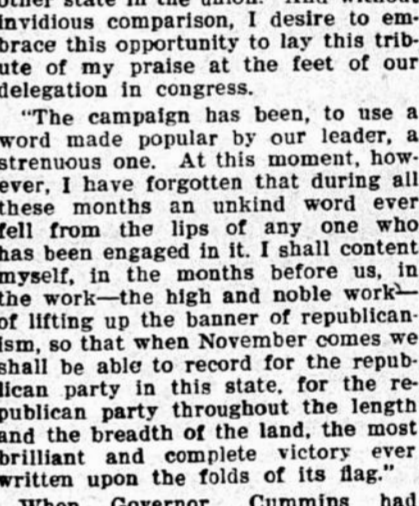 other state in the union. And without
invidious comparison, I desire to em-
brace this opportunity to lay this trib-
ute of my praise at the feet of our
delegation in congress.
"The campaign has been, to use a
word made popular by our leader, a
strenuous one. At this moment, how-
ever, I have forgotten that during all
these months an unkind word ever
fell from the lips of any one who
has been engaged in it. I shall content
myself, in the months before us, in
the work—the high and noble work—
of lifting up the banner of republican-
ism, so that when November comes we
shall be able to record for the repub-
lican party in this state, for the re-
publican party throughout the length
and the breadth of the land, the most
brilliant and complete victory ever
written upon the folds of its flag."
When Governor Cummins had